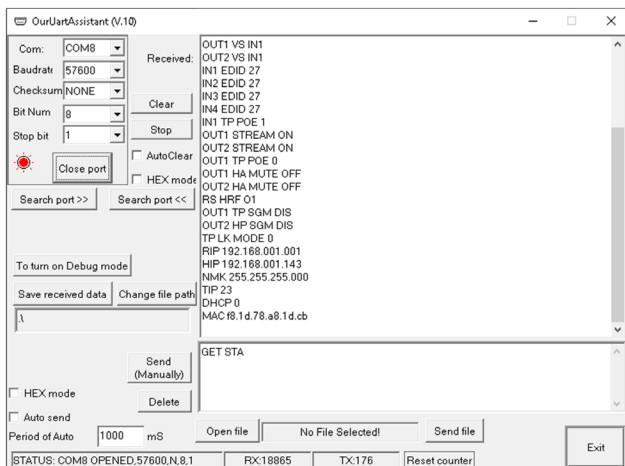 OurUartAssistant (V.10)
Com: COM8
Baudrate 57600
Checksum NONE
Bit Num 8
Stop bit 1
Close port
Received:
Clear
Stop
AutoClear
HEX mode
Search port >>
Search port <<
To turn on Debug mode
Save received data
Change file path
.\
OUT1 VS IN1
OUT2 VS IN1
IN1 EDID 27
IN2 EDID 27
IN3 EDID 27
IN4 EDID 27
IN1 TP POE 1
OUT1 STREAM ON
OUT2 STREAM ON
OUT1 TP POE 0
OUT1 HA MUTE OFF
OUT2 HA MUTE OFF
RS HRF 01
OUT1 TP SGM DIS
OUT2 HP SGM DIS
TP LK MODE 0
RIP 192.168.001.001
HIP 192.168.001.143
NMK 255.255.255.000
TIP 23
DHCP 0
MAC f8.1d.78.a8.1d.cb
Send
(Manually)
GET STA
HEX mode
Delete
Auto send
Period of Auto 1000 mS
Open file
No File Selected!
Send file
Exit
STATUS: COM8 OPENED,57600,N,8,1
RX:18865
TX:176
Reset counter